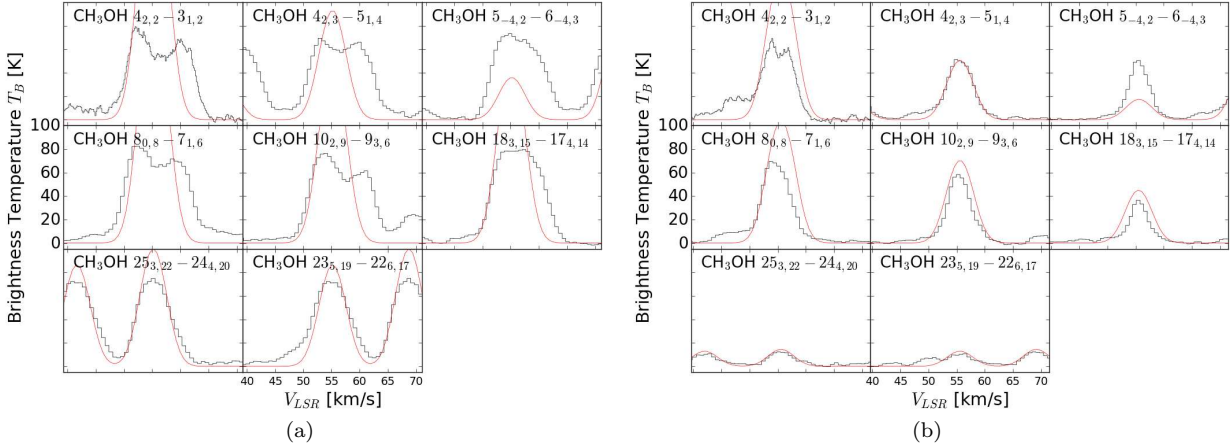 CH₃OH 4₂,₂ − 3₁,₂
CH₃OH 4₂,₃ − 5₁,₄
CH₃OH 5₋₄,₂ − 6₋₄,₃
CH₃OH 8₀,₈ − 7₁,₆
CH₃OH 10₂,₉ − 9₃,₆
CH₃OH 18₃,₁₅ − 17₄,₁₄
CH₃OH 25₃,₂₂ − 24₄,₂₀
CH₃OH 23₅,₁₉ − 22₆,₁₇
Brightness Temperature T_B [K]
100
80
60
40
20
0
40 45 50 55 60 65 70
V_LSR [km/s]
(a)
CH₃OH 4₂,₂ − 3₁,₂
CH₃OH 4₂,₃ − 5₁,₄
CH₃OH 5₋₄,₂ − 6₋₄,₃
CH₃OH 8₀,₈ − 7₁,₆
CH₃OH 10₂,₉ − 9₃,₆
CH₃OH 18₃,₁₅ − 17₄,₁₄
CH₃OH 25₃,₂₂ − 24₄,₂₀
CH₃OH 23₅,₁₉ − 22₆,₁₇
Brightness Temperature T_B [K]
100
80
60
40
20
0
40 45 50 55 60 65 70
V_LSR [km/s]
(b)